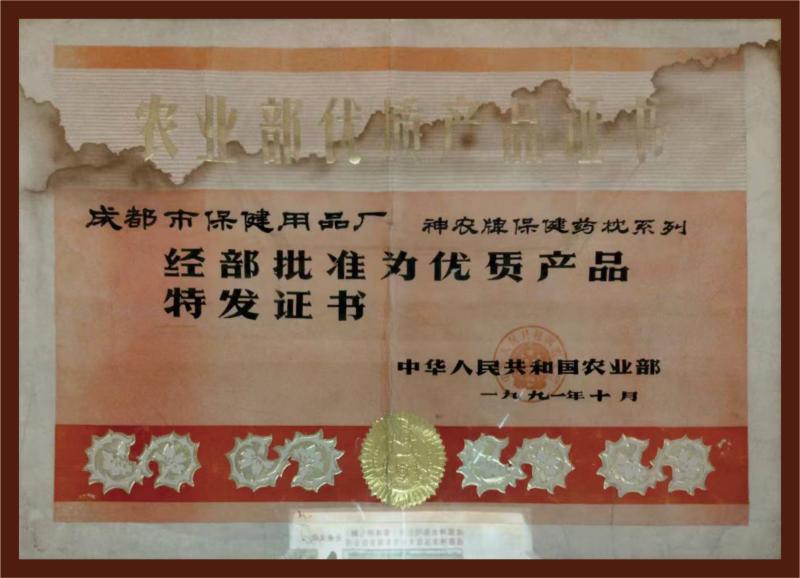 农业部优质产品证书
成都市保健用品厂 神农牌保健药枕系列
经部批准为优质产品
特发证书
中华人民共和国农业部
一九九一年十月